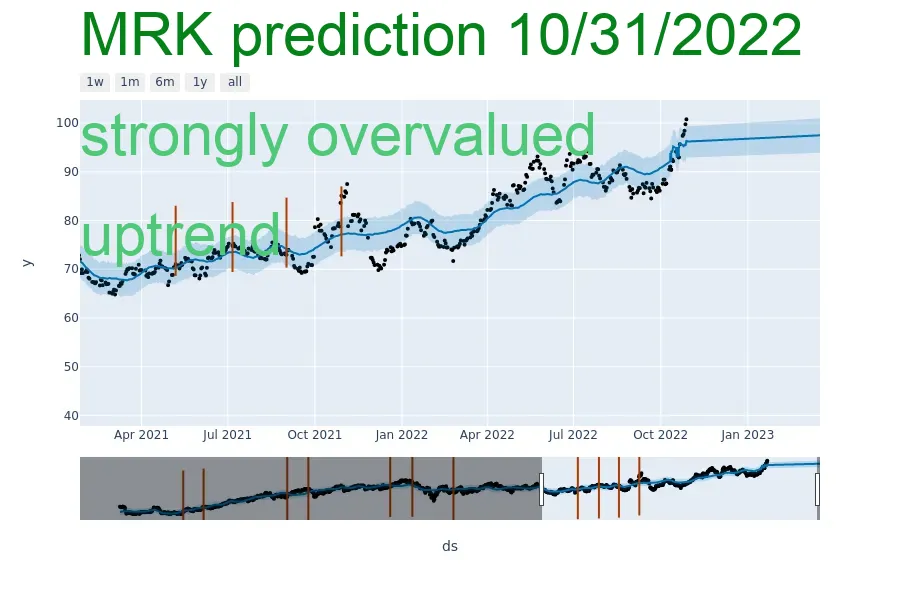 MRK prediction 10/31/2022
1w 1m 6m 1y all
strongly overvalued
uptrend
100
90
80
70
60
50
40
y
Apr 2021 Jul 2021 Oct 2021 Jan 2022 Apr 2022 Jul 2022 Oct 2022 Jan 2023
ds